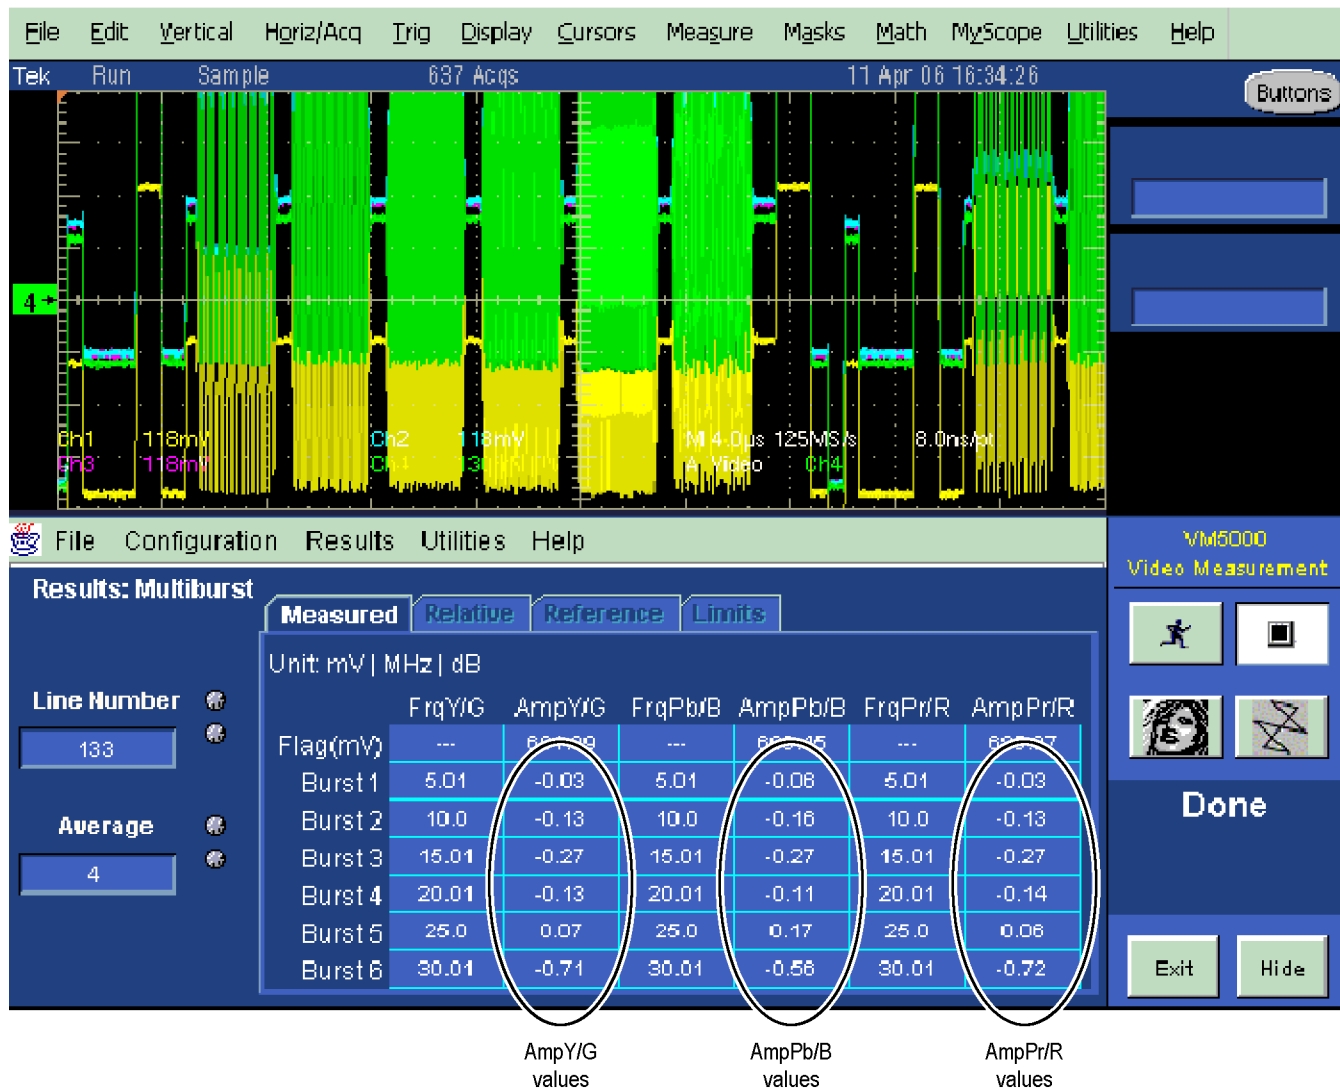 File Edit Vertical Horiz/Acq Trig Display Cursors Measure Masks Math MyScope Utilities Help
Tek Run Sample 637 Acqs 11 Apr 06 16:34:26
Buttons
4
Ch1 118mV Ch2 118mV M 4.0µs 125MS/s 8.0ns/pt
Ch3 118mV Ch4 A Video Ch4
File Configuration Results Utilities Help
VM5000
Video Measurement
Results: Multiburst
Measured Relative Reference Limits
Unit: mV | MHz | dB
Line Number
133
Average
4
FrqY/G AmpY/G FrqPb/B AmpPb/B FrqPr/R AmpPr/R
Flag(mV) --- --- ---
Burst 1 5.01 -0.03 5.01 -0.06 5.01 -0.03
Burst 2 10.0 -0.13 10.0 -0.16 10.0 -0.13
Burst 3 15.01 -0.27 15.01 -0.27 15.01 -0.27
Burst 4 20.01 -0.13 20.01 -0.11 20.01 -0.14
Burst 5 25.0 0.07 25.0 0.17 25.0 0.06
Burst 6 30.01 -0.71 30.01 -0.56 30.01 -0.72
Done
Exit Hide
AmpY/G
values
AmpPb/B
values
AmpPr/R
values